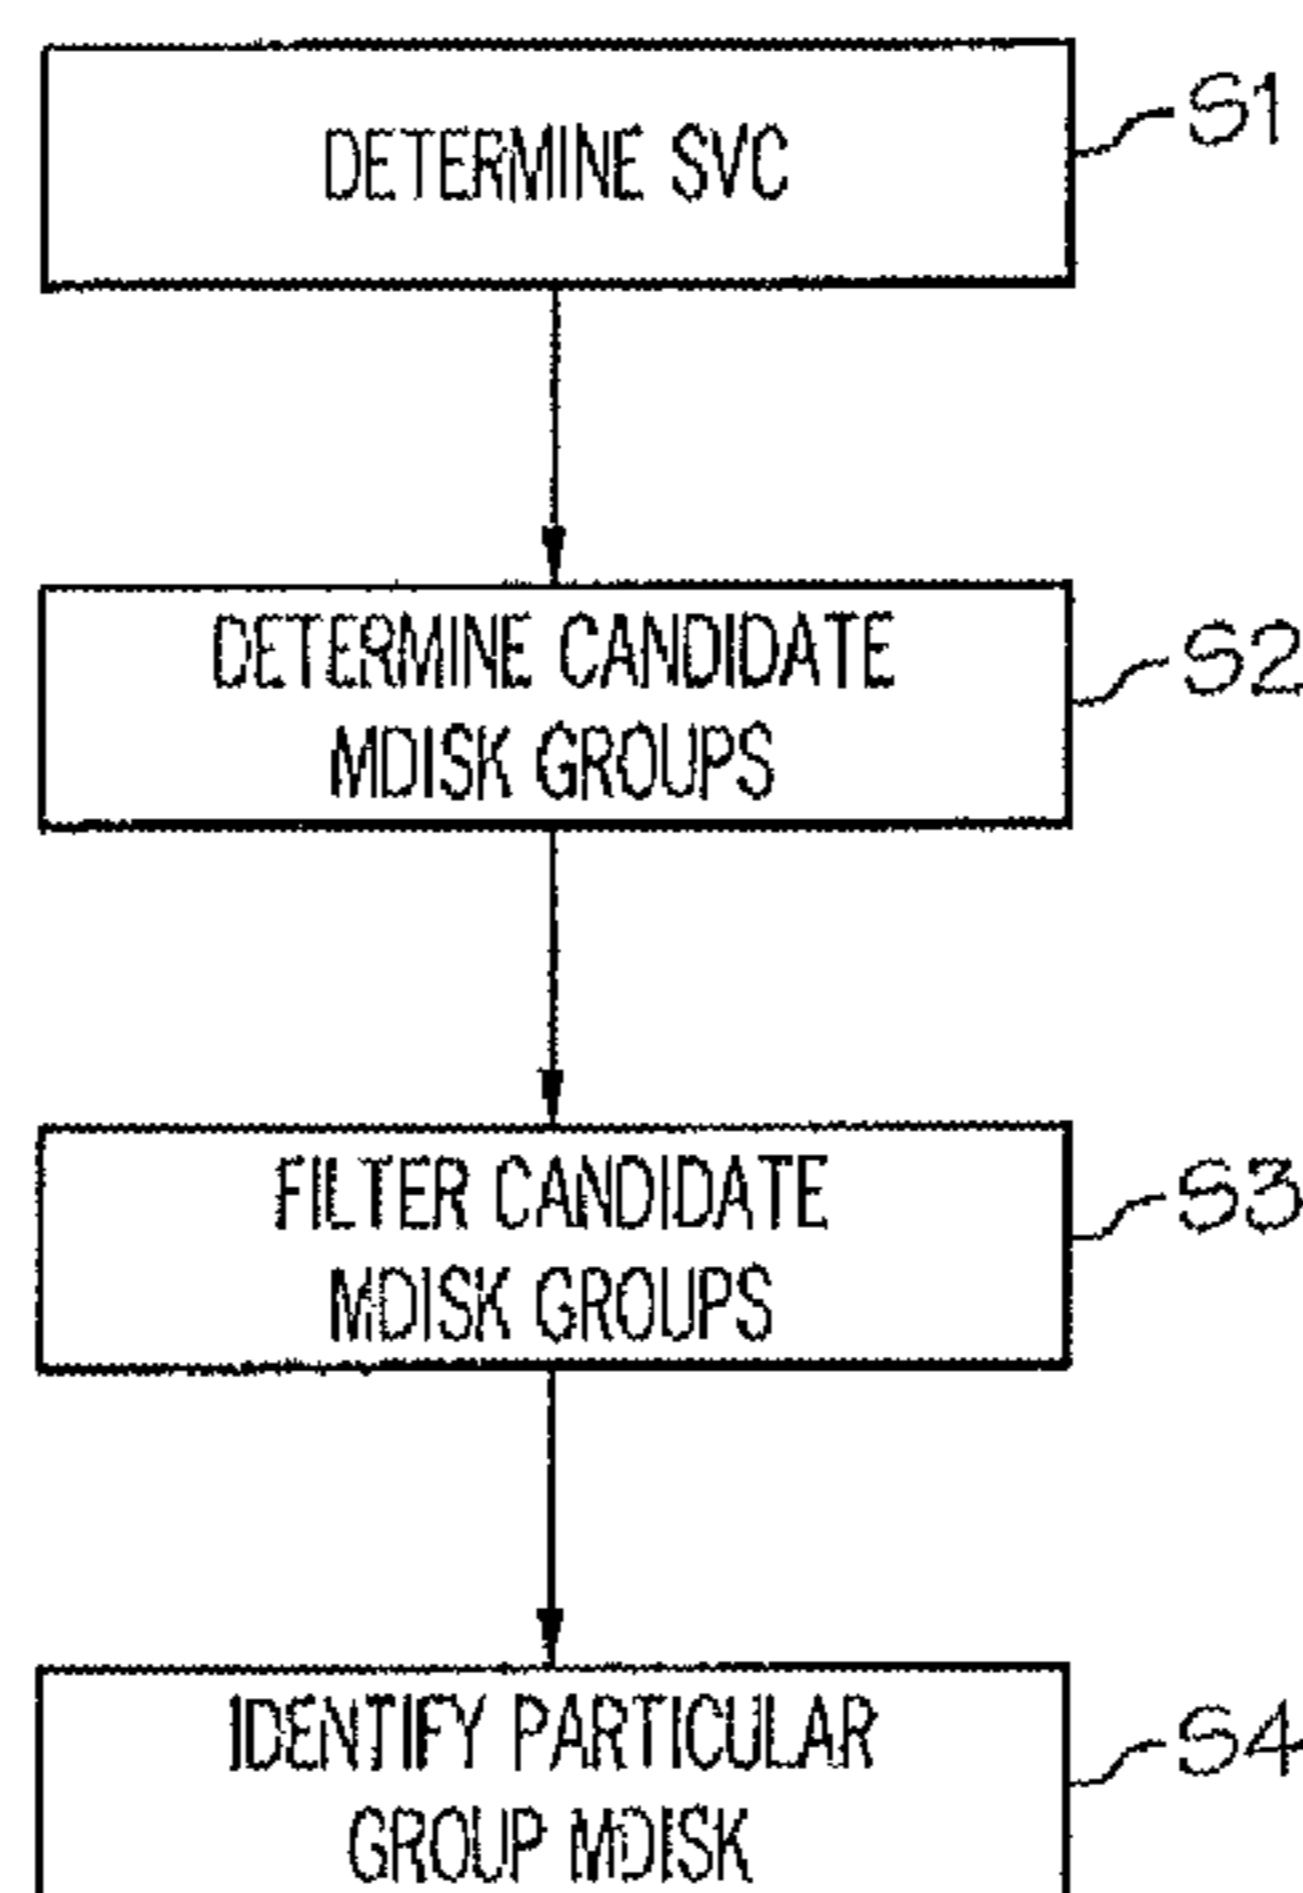 DETERMINE SVC
S1
DETERMINE CANDIDATE
MDISK GROUPS
S2
FILTER CANDIDATE
MDISK GROUPS
S3
IDENTIFY PARTICULAR
GROUP MDISK
S4